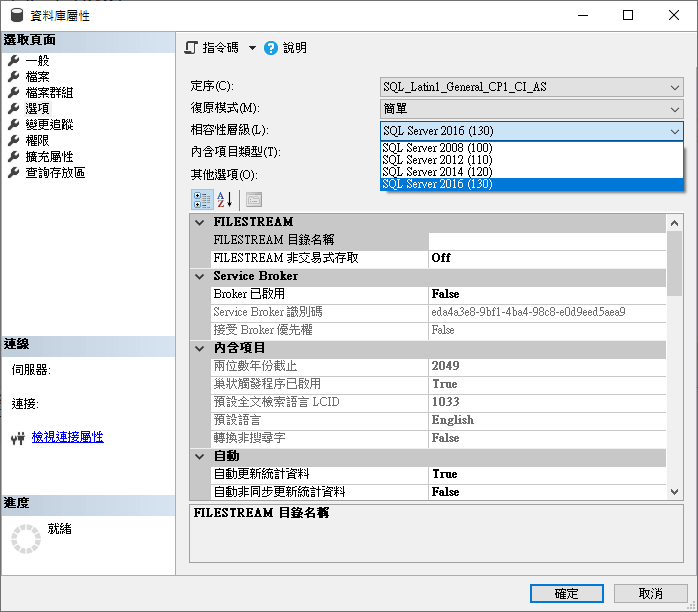 資料庫屬性
選取頁面
一般
檔案
檔案群組
選項
變更追蹤
權限
擴充屬性
查詢存放區
連線
伺服器:
連接:
檢視連接屬性
進度
就緒
指令碼
說明
定序(C):
SQL_Latin1_General_CP1_CI_AS
復原模式(M):
簡單
相容性層級(L):
SQL Server 2016 (130)
SQL Server 2008 (100)
SQL Server 2012 (110)
SQL Server 2014 (120)
SQL Server 2016 (130)
內含項目類型(T):
其他選項(O):
FILESTREAM
FILESTREAM 目錄名稱
FILESTREAM 非交易式存取 Off
Service Broker
Broker 已啟用 False
Service Broker 識別碼 eda4a3e8-9bf1-4ba4-98c8-e0d9eed5aea9
接受 Broker 優先權 False
內含項目
兩位數年份截止 2049
巢狀觸發程序已啟用 True
預設全文檢索語言 LCID 1033
預設語言 English
轉換非搜尋字 False
自動
自動更新統計資料 True
自動非同步更新統計資料 False
FILESTREAM 目錄名稱
確定
取消